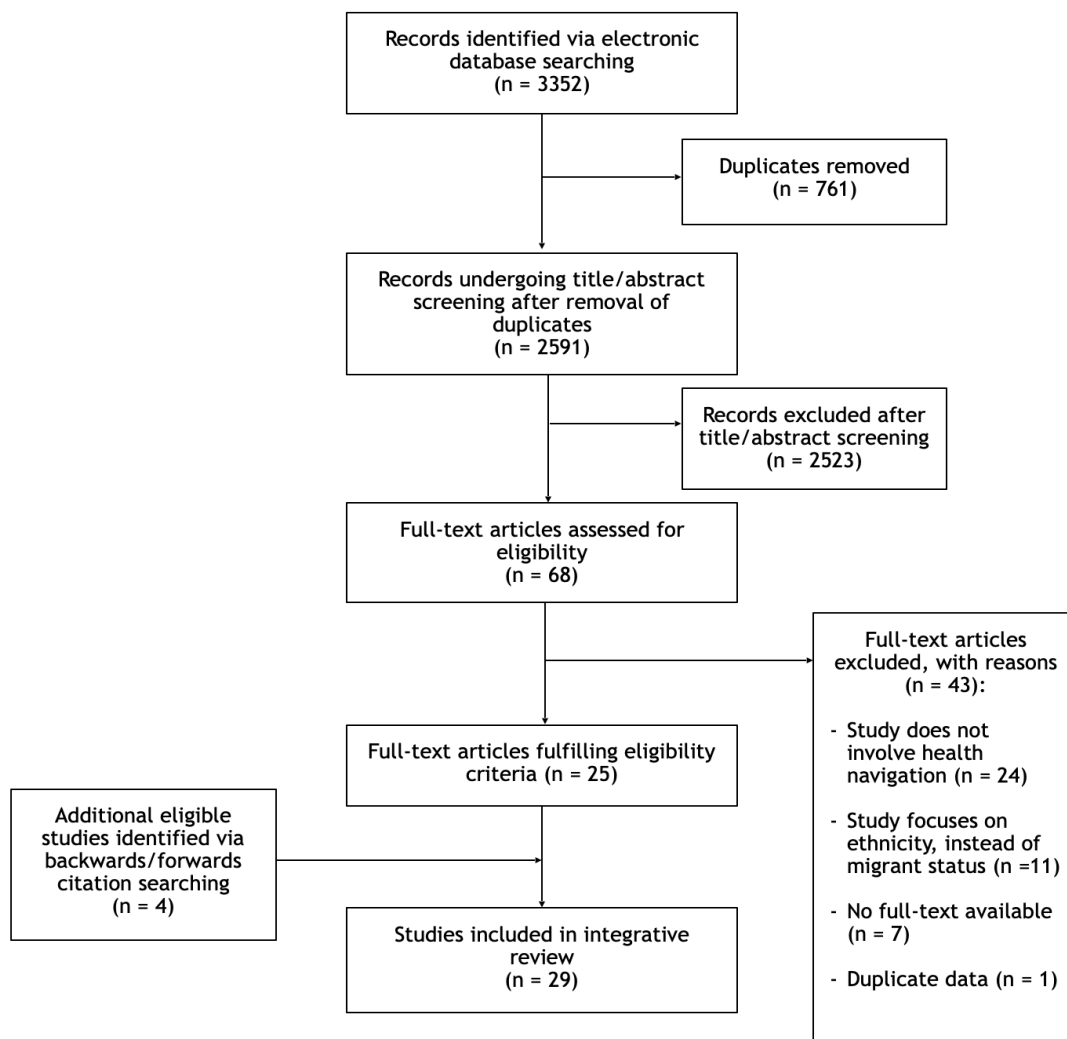 Records identified via electronic
database searching
(n = 3352)
Duplicates removed
(n = 761)
Records undergoing title/abstract
screening after removal of
duplicates
(n = 2591)
Records excluded after
title/abstract screening
(n = 2523)
Full-text articles assessed for
eligibility
(n = 68)
Full-text articles
excluded, with reasons
(n = 43):
- Study does not
involve health
navigation (n = 24)
- Study focuses on
ethnicity, instead of
migrant status (n =11)
- No full-text available
(n = 7)
- Duplicate data (n = 1)
Full-text articles fulfilling eligibility
criteria (n = 25)
Additional eligible
studies identified via
backwards/forwards
citation searching
(n = 4)
Studies included in integrative
review
(n = 29)